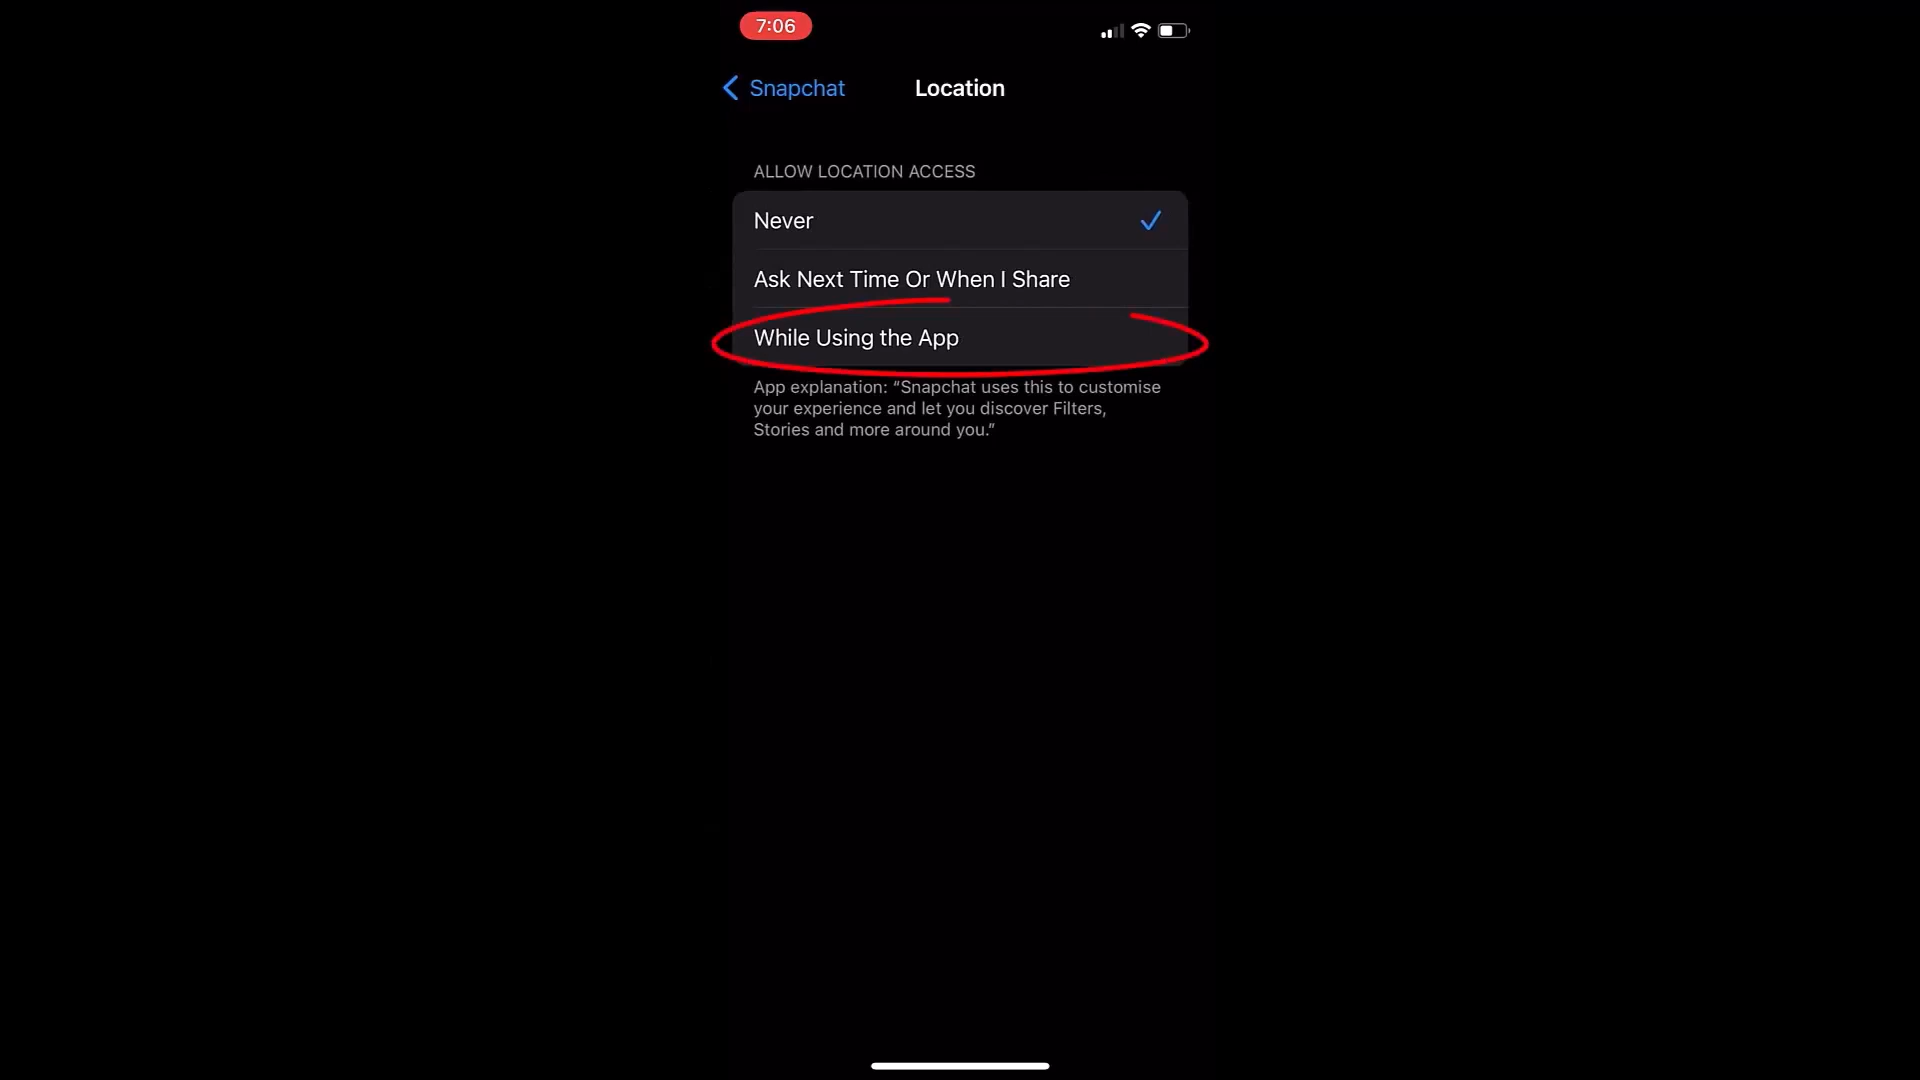 7:06
Snapchat
Location
ALLOW LOCATION ACCESS
Never
Ask Next Time Or When I Share
While Using the App
App explanation: “Snapchat uses this to customise
your experience and let you discover Filters,
Stories and more around you.”